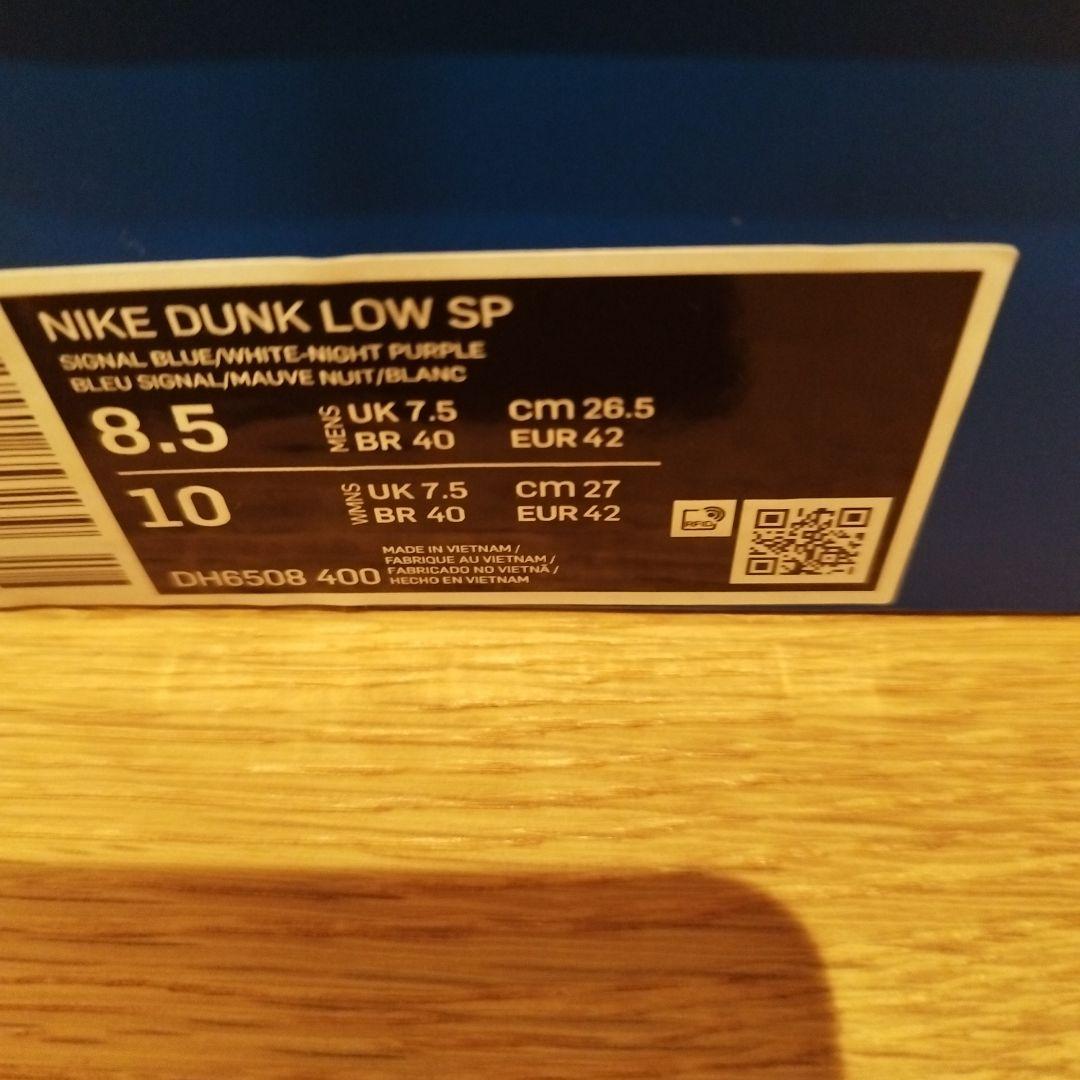 NIKE DUNK LOW SP
SIGNAL BLUE/WHITE-NIGHT PURPLE
BLEU SIGNAL/MAUVE NUIT/BLANC
8.5 MENS UK 7.5 cm 26.5
BR 40 EUR 42
10 WMNS UK 7.5 cm 27
BR 40 EUR 42
RFID
MADE IN VIETNAM /
FABRIQUE AU VIETNAM /
FABRICADO NO VIETNÃ /
DH6508 400 HECHO EN VIETNAM